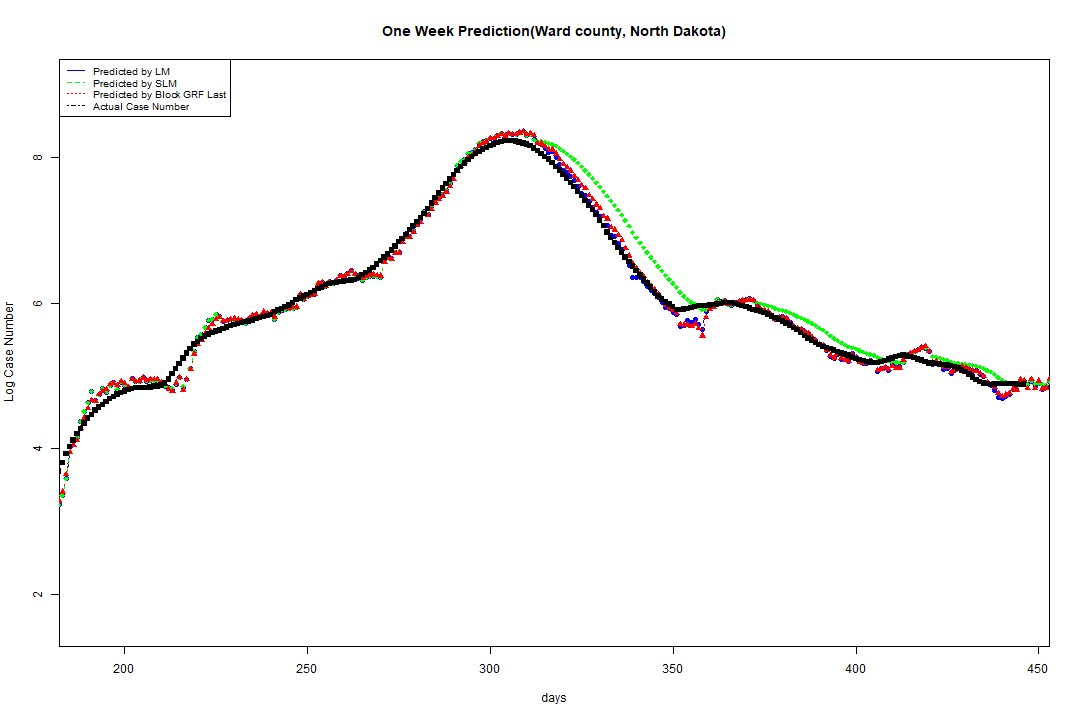 One Week Prediction(Ward county, North Dakota)
Predicted by LM
Predicted by SLM
Predicted by Block GRF Last
Actual Case Number
8
6
4
2
Log Case Number
200 250 300 350 400 450
days